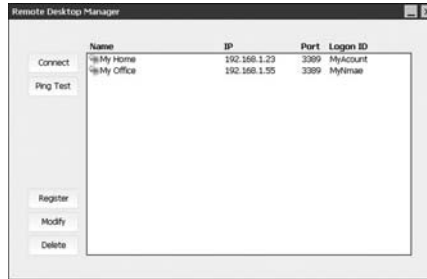 Remote Desktop Manager
Name IP Port Logon ID
Connect
My Home 192.168.1.23 3389 MyAcount
My Office 192.168.1.55 3389 MyNmae
Ping Test
Register
Modify
Delete